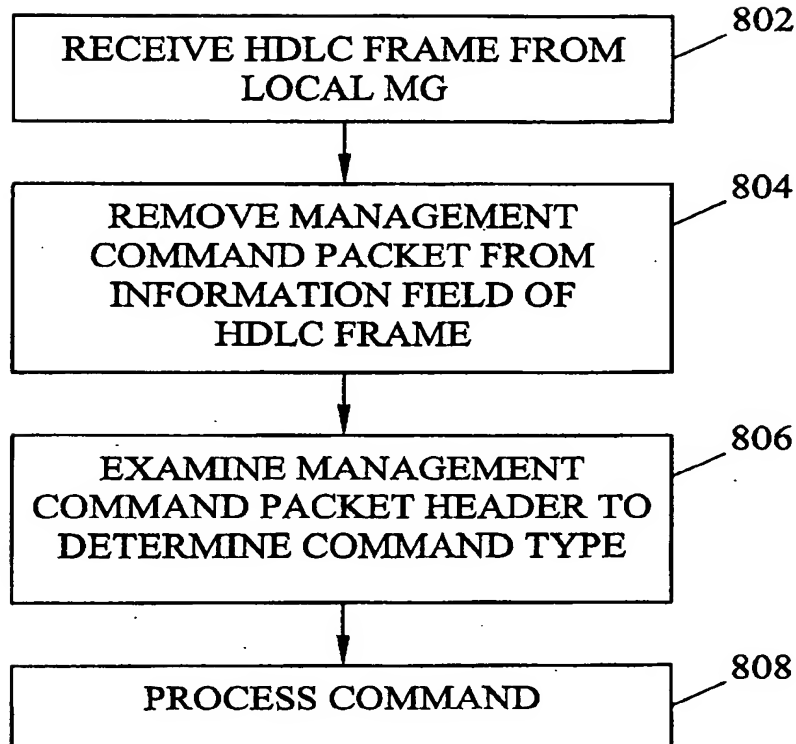 802
RECEIVE HDLC FRAME FROM
LOCAL MG
804
REMOVE MANAGEMENT
COMMAND PACKET FROM
INFORMATION FIELD OF
HDLC FRAME
806
EXAMINE MANAGEMENT
COMMAND PACKET HEADER TO
DETERMINE COMMAND TYPE
808
PROCESS COMMAND